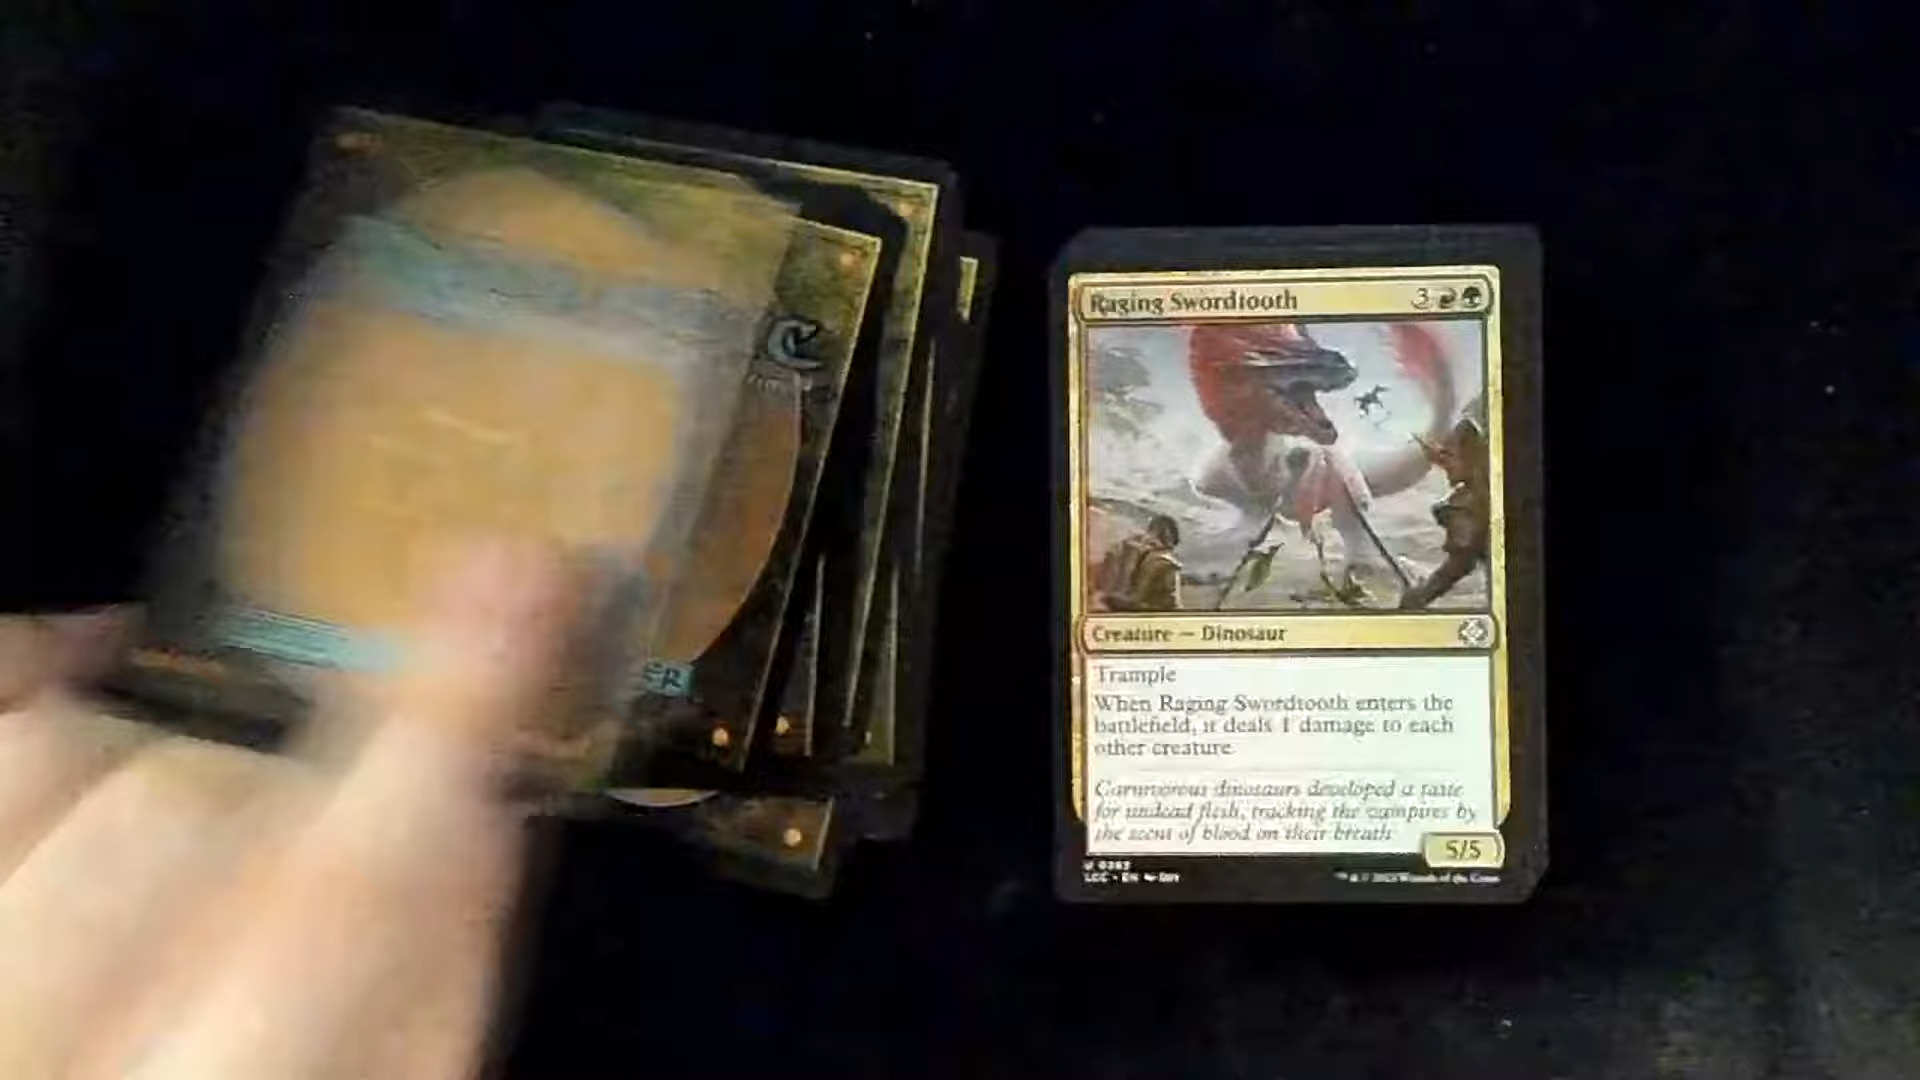 Raging Swordtooth
3
Creature — Dinosaur
Trample
When Raging Swordtooth enters the
battlefield, it deals 1 damage to each
other creature
Carnivorous dinosaurs developed a taste
for undead flesh, tracking the vampires by
the scent of blood on their breath.
5/5
LCC • EN
ER